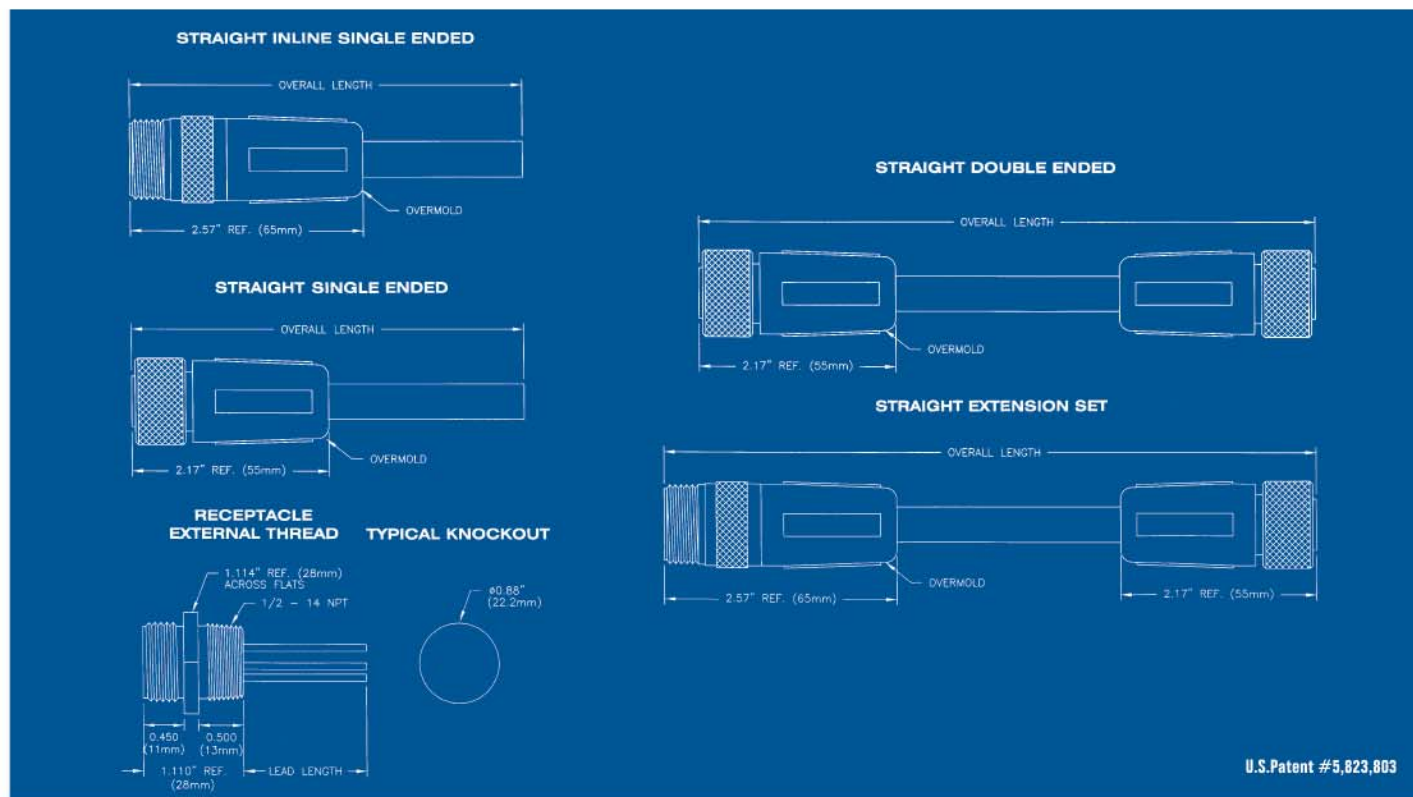 STRAIGHT INLINE SINGLE ENDED
OVERALL LENGTH
OVERMOLD
2.57" REF. (65mm)
STRAIGHT SINGLE ENDED
OVERALL LENGTH
OVERMOLD
2.17" REF. (55mm)
RECEPTACLE
EXTERNAL THREAD
1.114" REF. (28mm)
ACROSS FLATS
1/2 - 14 NPT
0.450
(11mm)
0.500
(13mm)
1.110" REF.
(28mm)
LEAD LENGTH
TYPICAL KNOCKOUT
ø0.88"
(22.2mm)
STRAIGHT DOUBLE ENDED
OVERALL LENGTH
OVERMOLD
2.17" REF. (55mm)
STRAIGHT EXTENSION SET
OVERALL LENGTH
OVERMOLD
2.57" REF. (65mm)
2.17" REF. (55mm)
U.S.Patent #5,823,803